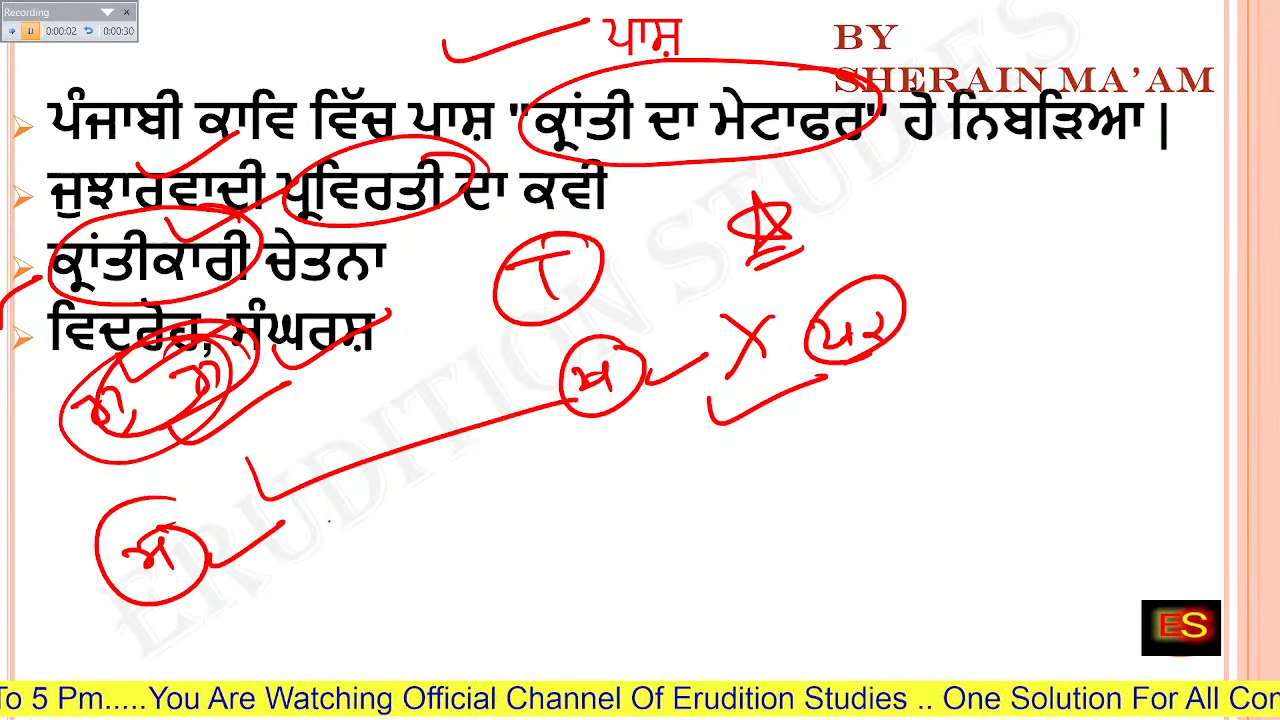 Recording
0:00:02
0:00:30
ਪਾਸ਼
BY
SHERAIN MA'AM
ਪੰਜਾਬੀ ਕਾਵਿ ਵਿੱਚ ਪਾਸ਼ "ਕ੍ਰਾਂਤੀ ਦਾ ਮੇਟਾਫਰ" ਹੋ ਨਿਬੜਿਆ |
ਜੁਝਾਰਵਾਦੀ ਪ੍ਰਵਿਰਤੀ ਦਾ ਕਵੀ
ਕ੍ਰਾਂਤੀਕਾਰੀ ਚੇਤਨਾ
ਵਿਦਰੋਹ, ਸੰਘਰਸ਼
T
ERUDITION STUDIES
ES
To 5 Pm.....You Are Watching Official Channel Of Erudition Studies .. One Solution For All Con